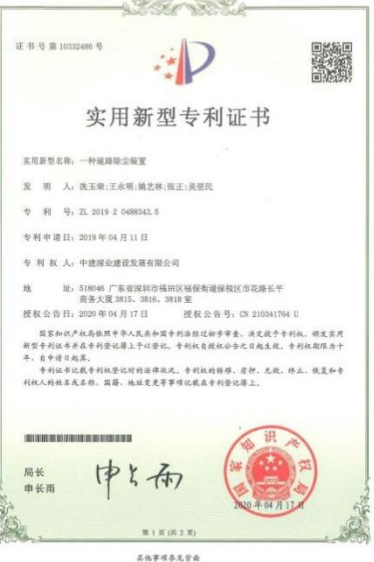 证书号第10332486号
实用新型专利证书
实用新型名称：一种道路除尘装置
发 明 人：冼玉荣;王永明;姚艺林;张正;吴坚民
专 利 号：ZL 2019 2 0488343.5
专利申请日：2019年04月11日
专 利 权 人：中建深业建设发展有限公司
地 址：518046 广东省深圳市福田区福保街道保税区市花路长平
商务大厦 3815、3816、3818 室
授权公告日：2020年04月17日 授权公告号：CN 210341764 U
国家知识产权局依照中华人民共和国专利法经过初步审查，决定授予专利权，颁发实用
新型专利证书并在专利登记簿上予以登记。专利权自授权公告之日起生效。专利权期限为十
年，自申请日起算。
专利证书记载专利权登记时的法律状况。专利权的转移、质押、无效、终止、恢复和专
利权人的姓名或名称、国籍、地址变更等事项记载在专利登记簿上。
局长
申长雨
申长雨
国家知识产权局
2020年04月17日
第 1 页 (共 2 页)
其他事项参见背面